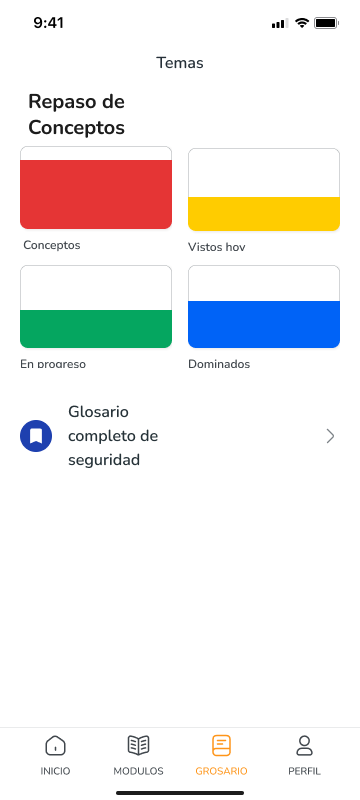 9:41
Temas
Repaso de
Conceptos
Conceptos
Vistos hoy
En progreso
Dominados
Glosario
completo de
seguridad
INICIO
MODULOS
GROSARIO
PERFIL